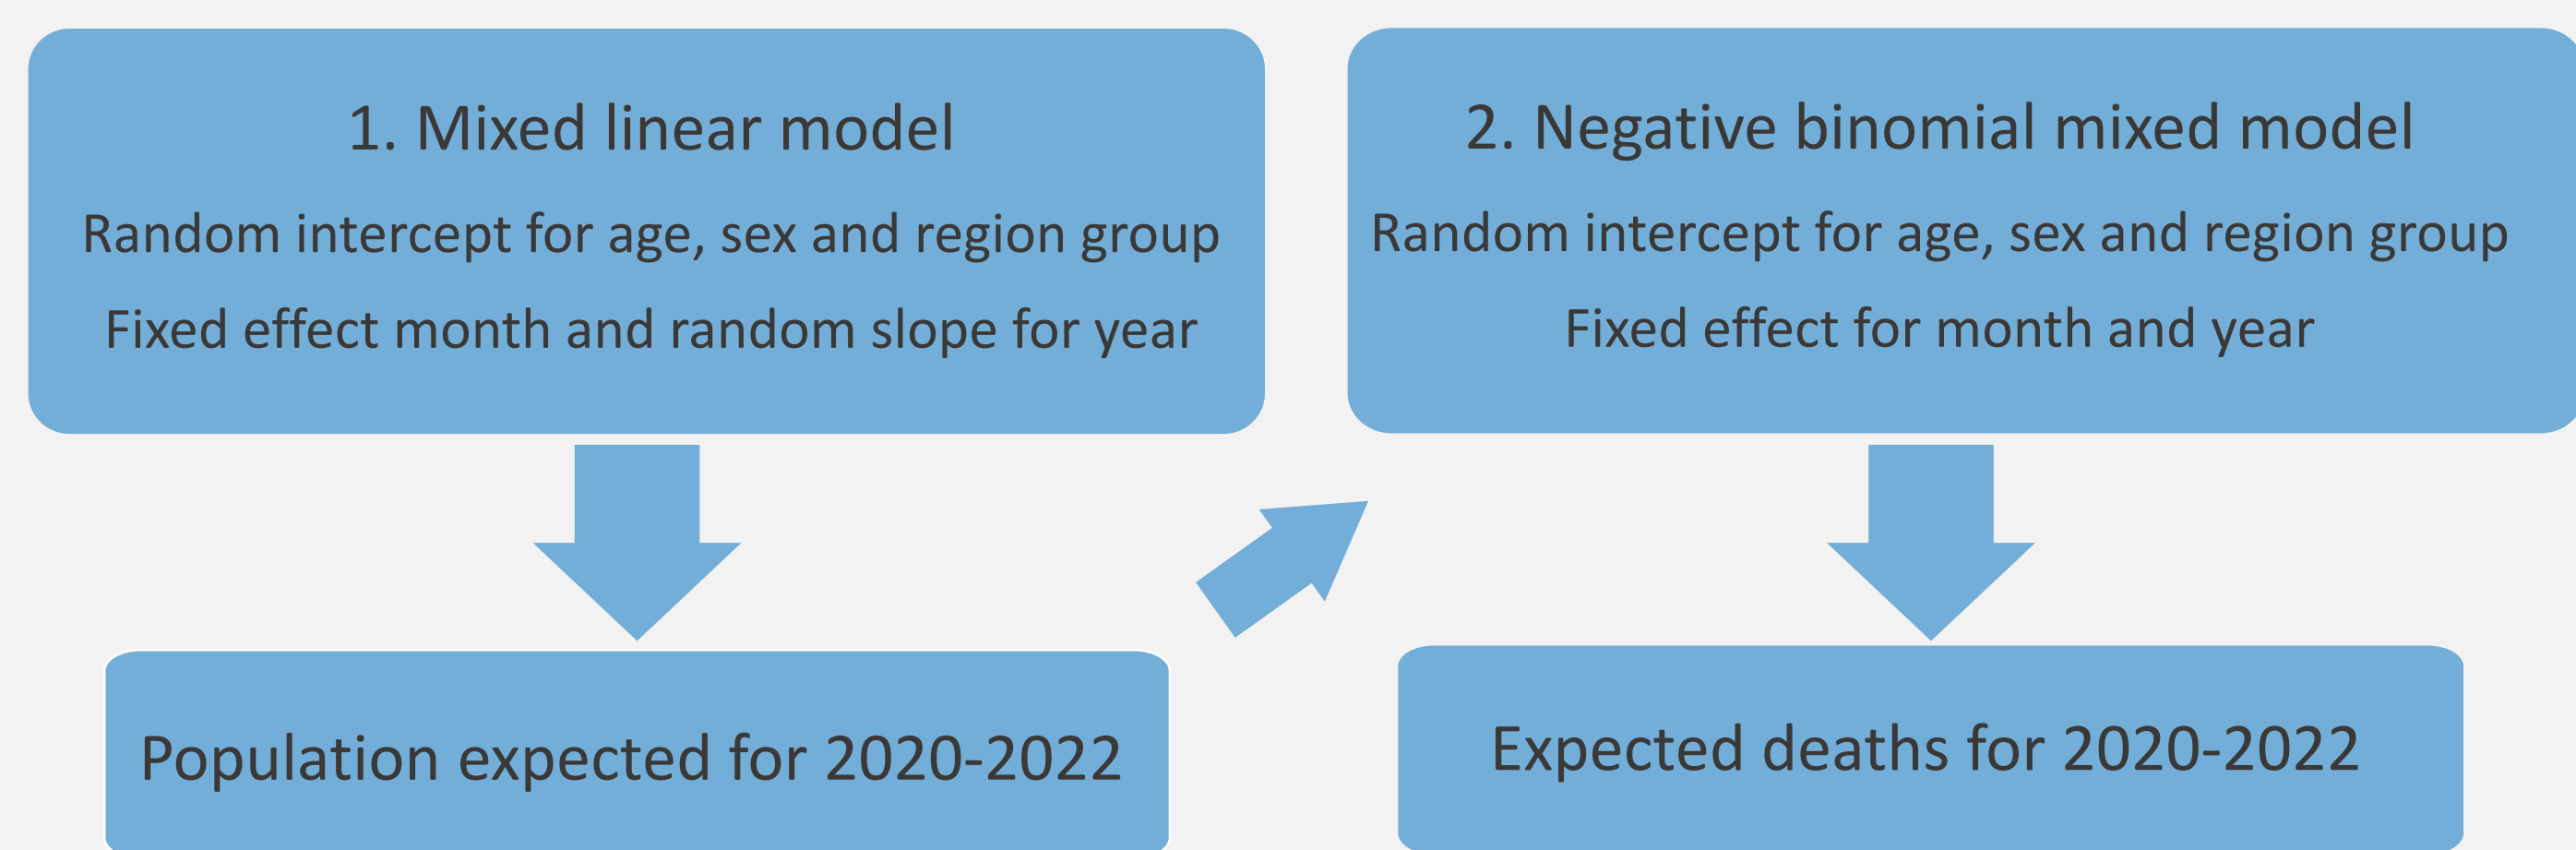 1. Mixed linear model
Random intercept for age, sex and region group
Fixed effect month and random slope for year
Population expected for 2020-2022
2. Negative binomial mixed model
Random intercept for age, sex and region group
Fixed effect for month and year
Expected deaths for 2020-2022